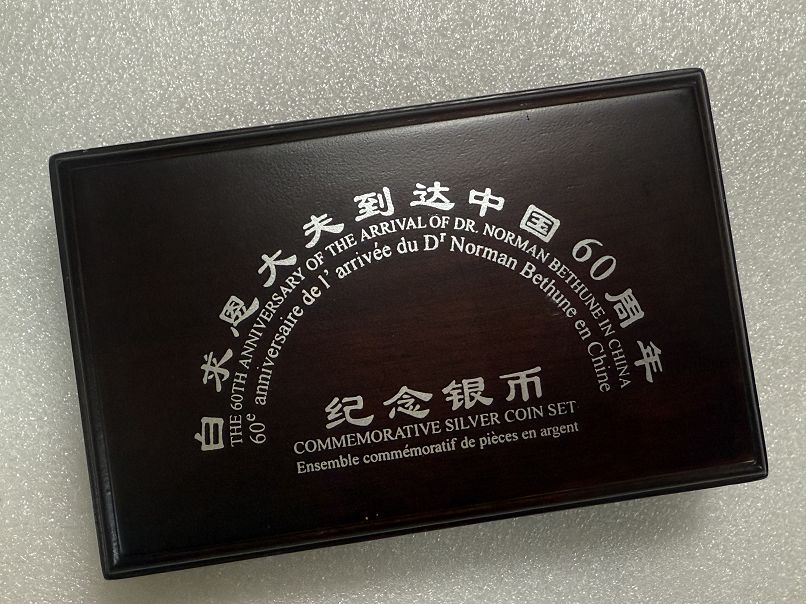 白求恩大夫到达中国60周年
THE 60TH ANNIVERSARY OF THE ARRIVAL OF DR. NORMAN BETHUNE IN CHINA
60e anniversaire de l' arrivée du Dr Norman Bethune en Chine
纪念银币
COMMEMORATIVE SILVER COIN SET
Ensemble commémoratif de pièces en argent